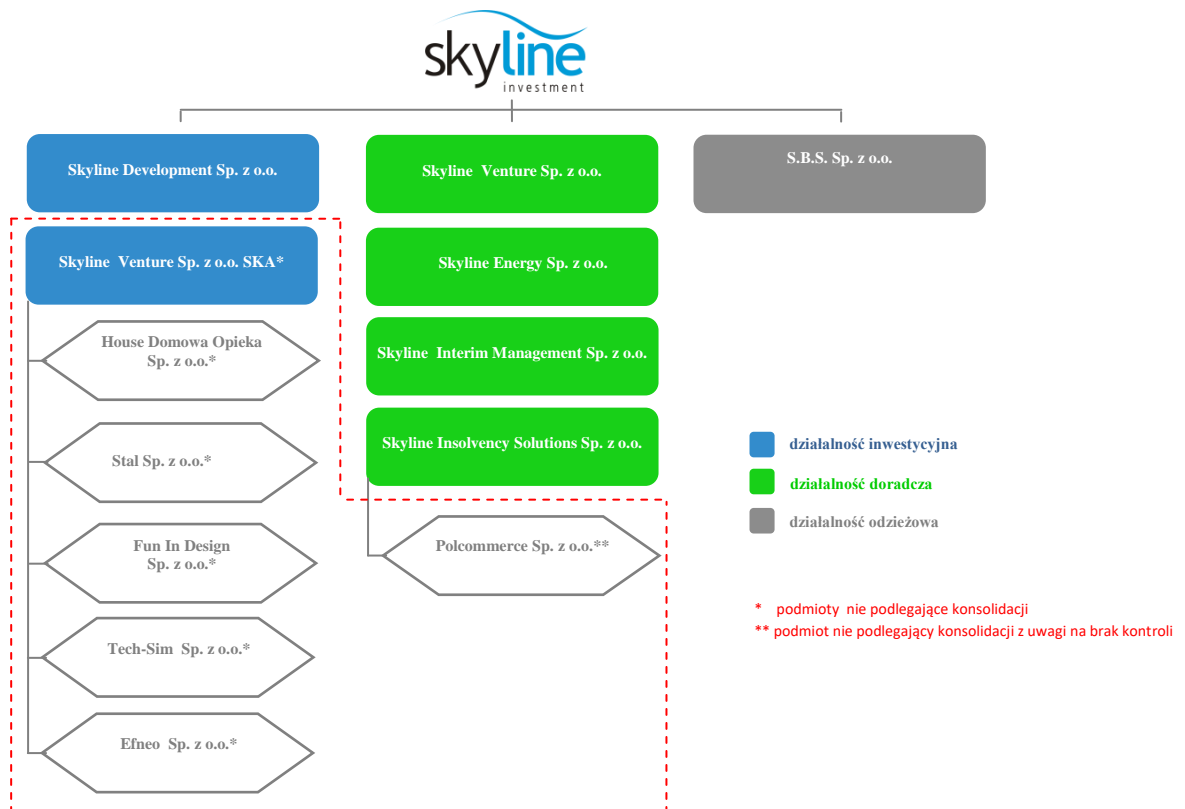 skyline
investment
Skyline Development Sp. z o.o.
Skyline Venture Sp. z o.o.
S.B.S. Sp. z o.o.
Skyline Venture Sp. z o.o. SKA*
Skyline Energy Sp. z o.o.
House Domowa Opieka
Sp. z o.o.*
Skyline Interim Management Sp. z o.o.
Stal Sp. z o.o.*
Skyline Insolvency Solutions Sp. z o.o.
Fun In Design
Sp. z o.o.*
Polcommerce Sp. z o.o.**
Tech-Sim Sp. z o.o.*
Efneo Sp. z o.o.*
działalność inwestycyjna
działalność doradcza
działalność odzieżowa
* podmioty nie podlegające konsolidacji
** podmiot nie podlegający konsolidacji z uwagi na brak kontroli